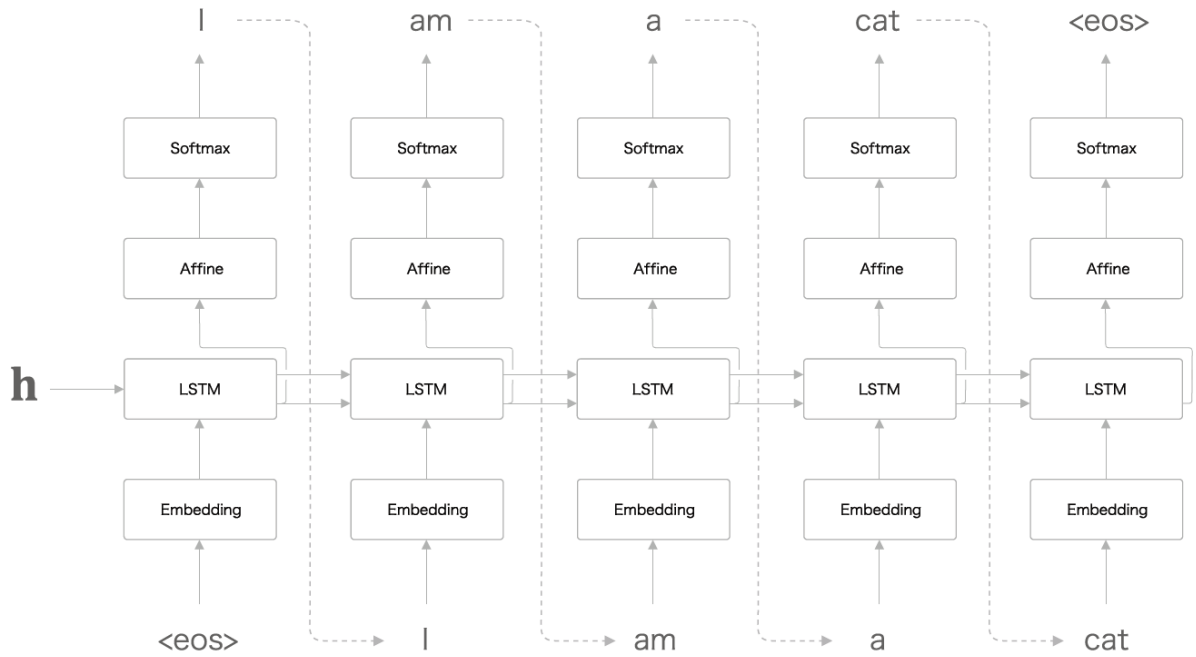 I am a cat <eos>
Softmax Softmax Softmax Softmax Softmax
Affine Affine Affine Affine Affine
h LSTM LSTM LSTM LSTM LSTM
Embedding Embedding Embedding Embedding Embedding
<eos> I am a cat